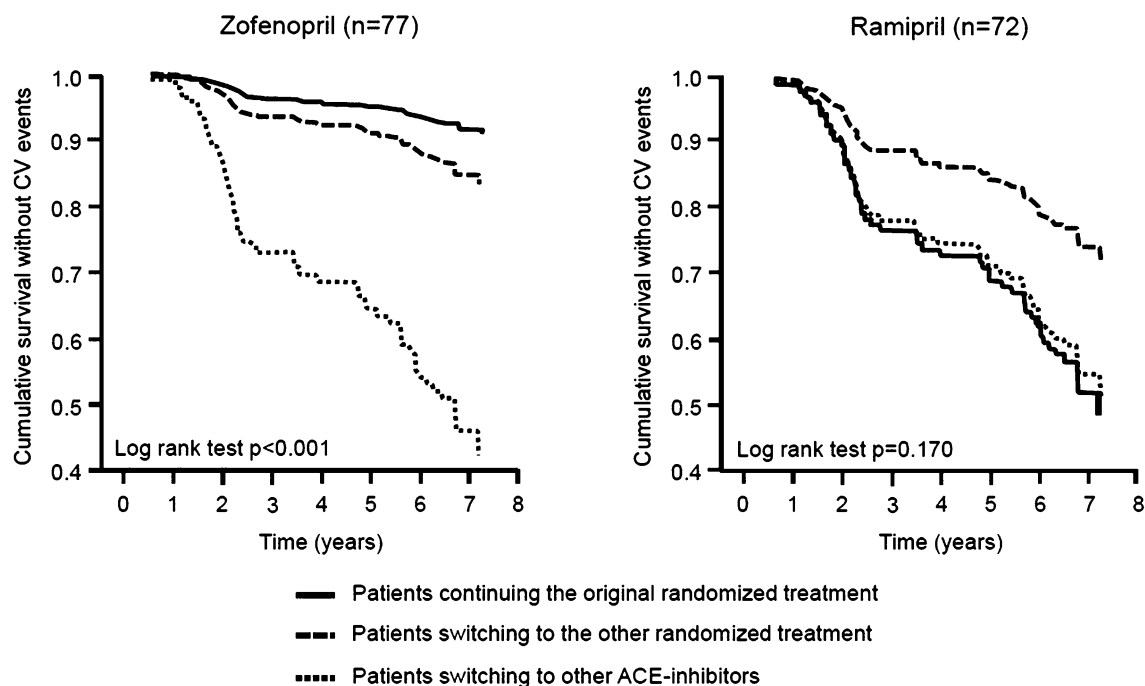 Zofenopril (n=77)
Cumulative survival without CV events
1.0
0.9
0.8
0.7
0.6
0.5
0.4
Log rank test p<0.001
0 1 2 3 4 5 6 7 8
Time (years)
Ramipril (n=72)
Cumulative survival without CV events
1.0
0.9
0.8
0.7
0.6
0.5
0.4
Log rank test p=0.170
0 1 2 3 4 5 6 7 8
Time (years)
Patients continuing the original randomized treatment
Patients switching to the other randomized treatment
Patients switching to other ACE-inhibitors